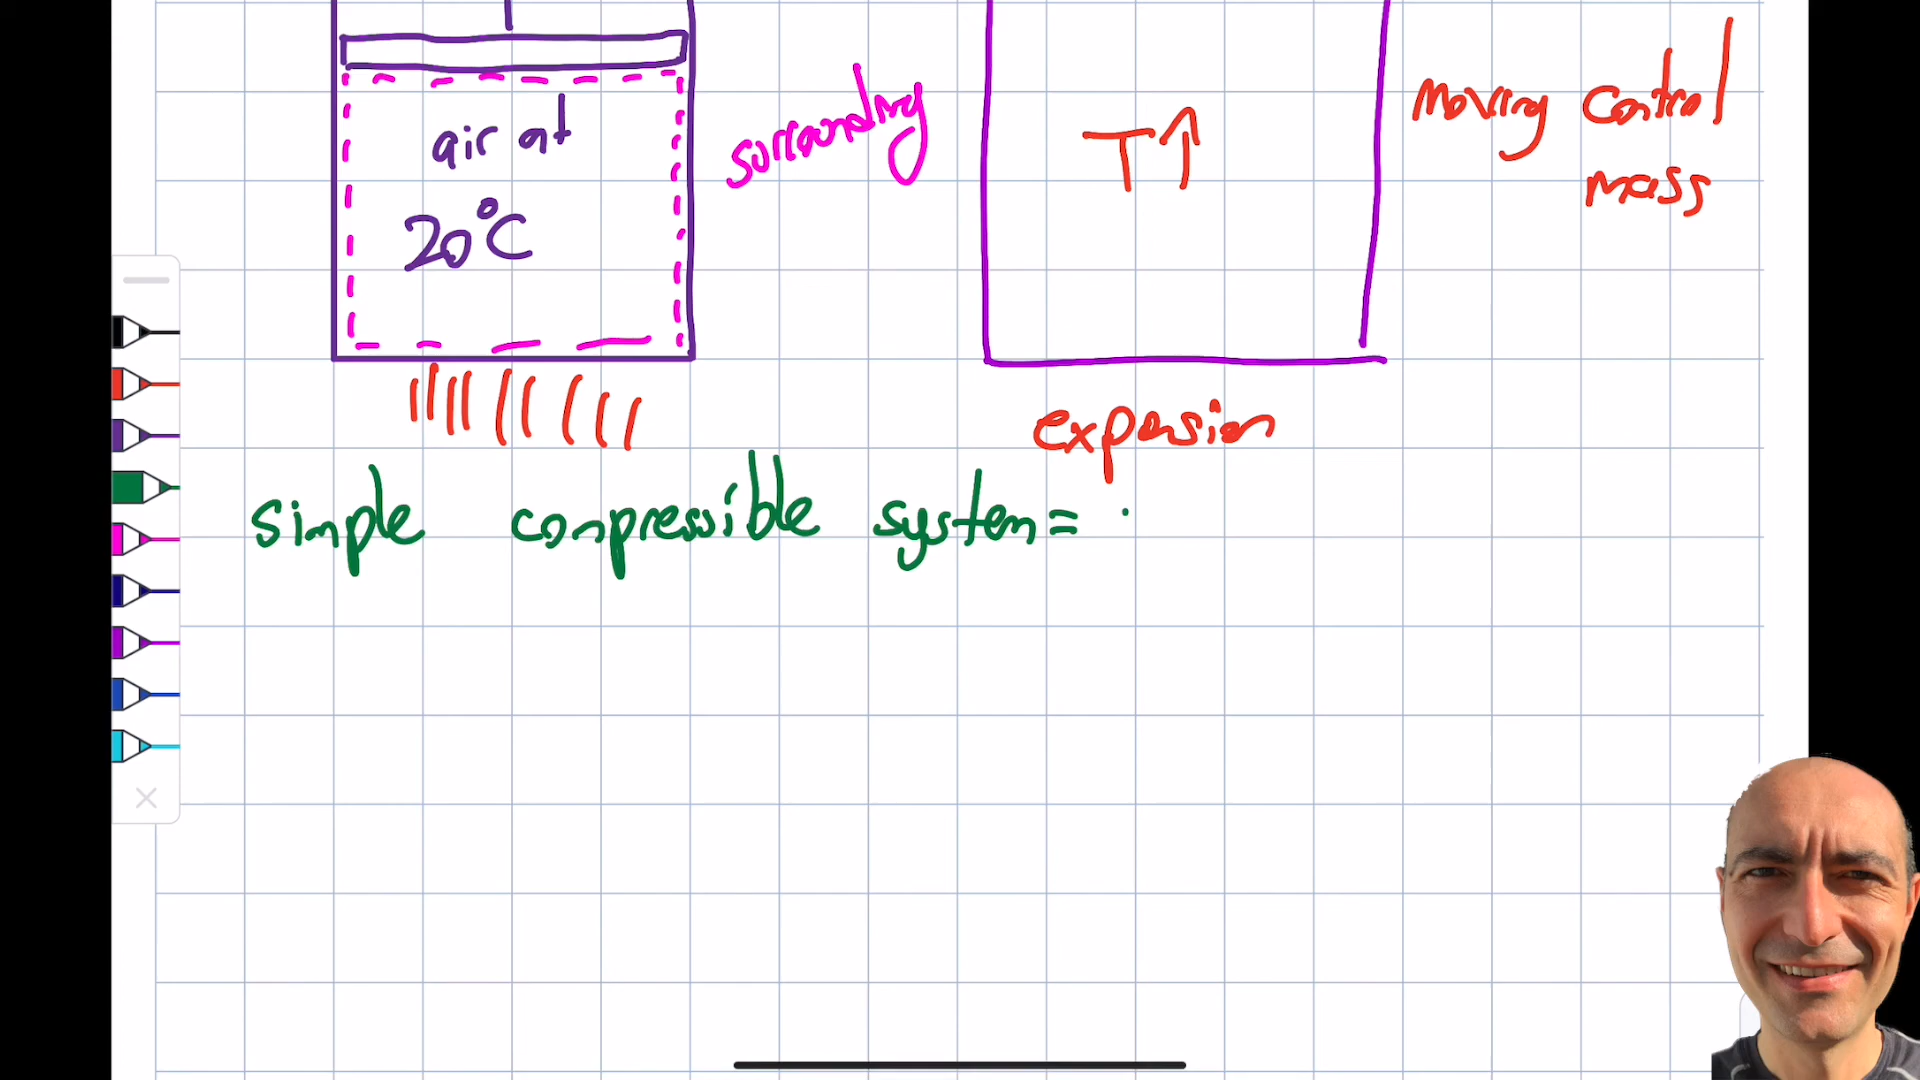 air at
20°C
surrounding
T↑
Moving Control
mass
expansion
simple compressible system=